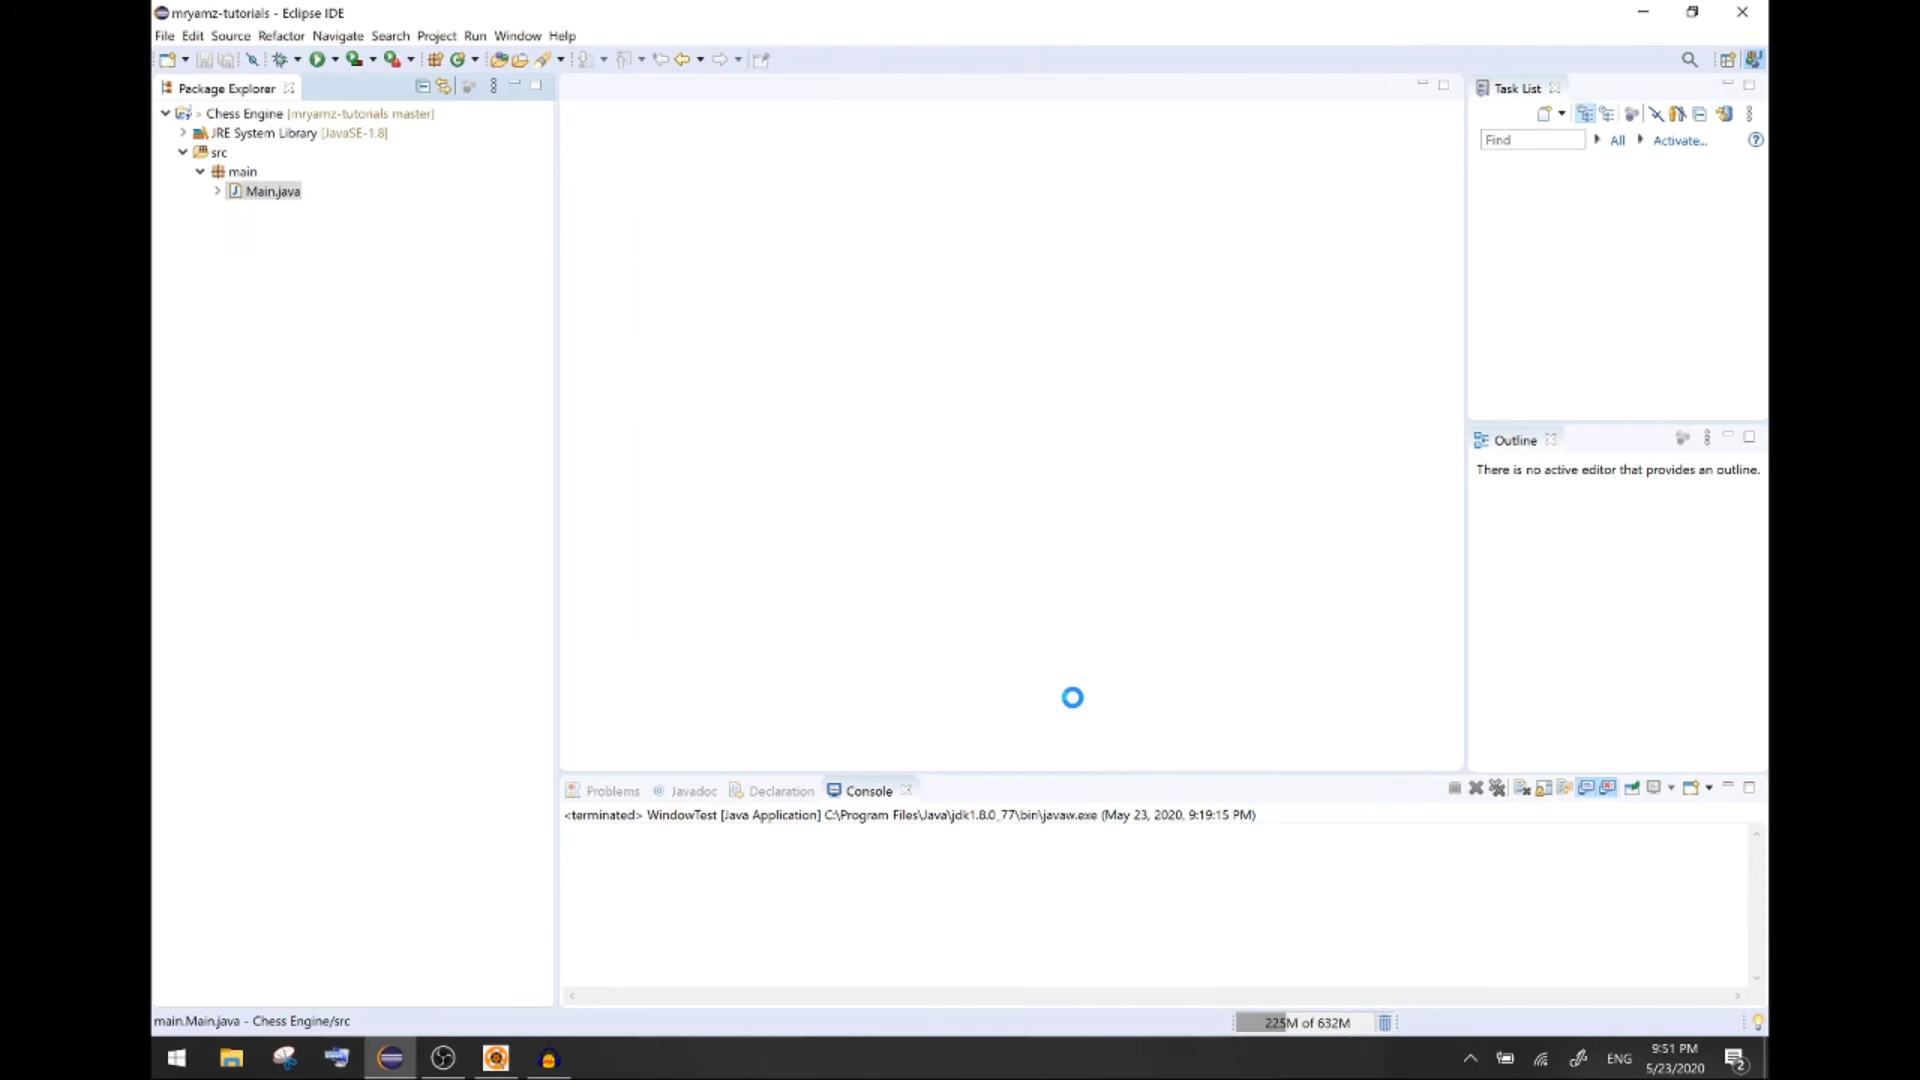 mryamz-tutorials - Eclipse IDE
File Edit Source Refactor Navigate Search Project Run Window Help
Package Explorer
> Chess Engine [mryamz-tutorials master]
JRE System Library [JavaSE-1.8]
src
main
Main.java
Task List
Find
All
Activate...
Outline
There is no active editor that provides an outline.
Problems
@ Javadoc
Declaration
Console
<terminated> WindowTest [Java Application] C:\Program Files\Java\jdk1.8.0_77\bin\javaw.exe (May 23, 2020, 9:19:15 PM)
main.Main.java - Chess Engine/src
225M of 632M
ENG
9:51 PM
5/23/2020
2